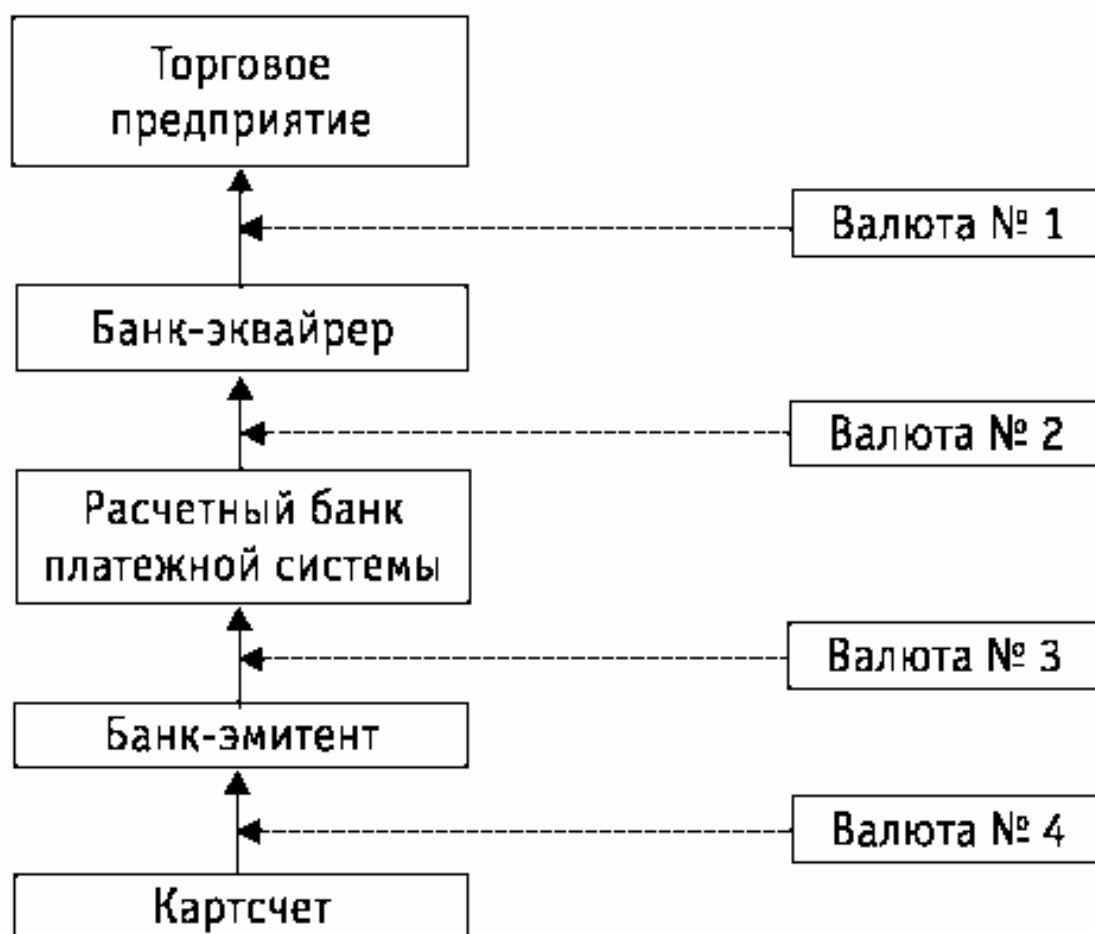 Торговое
предприятие
Валюта № 1
Банк-эквайрер
Валюта № 2
Расчетный банк
платежной системы
Валюта № 3
Банк-эмитент
Валюта № 4
Картсчет